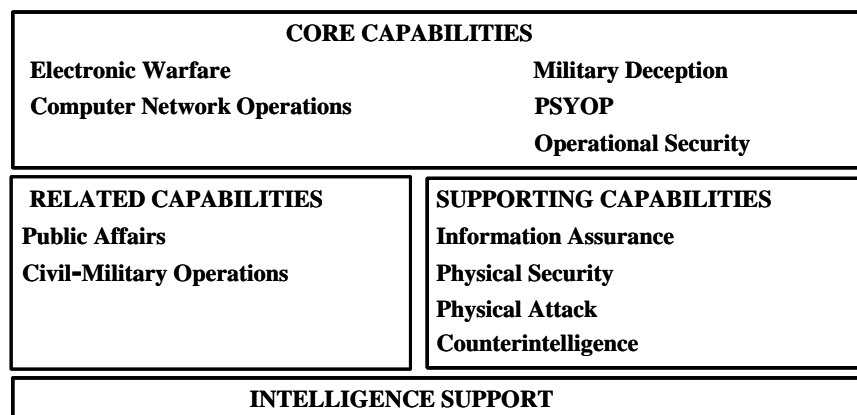 CORE CAPABILITIES
Electronic Warfare
Computer Network Operations
Military Deception
PSYOP
Operational Security
RELATED CAPABILITIES
Public Affairs
Civil-Military Operations
SUPPORTING CAPABILITIES
Information Assurance
Physical Security
Physical Attack
Counterintelligence
INTELLIGENCE SUPPORT